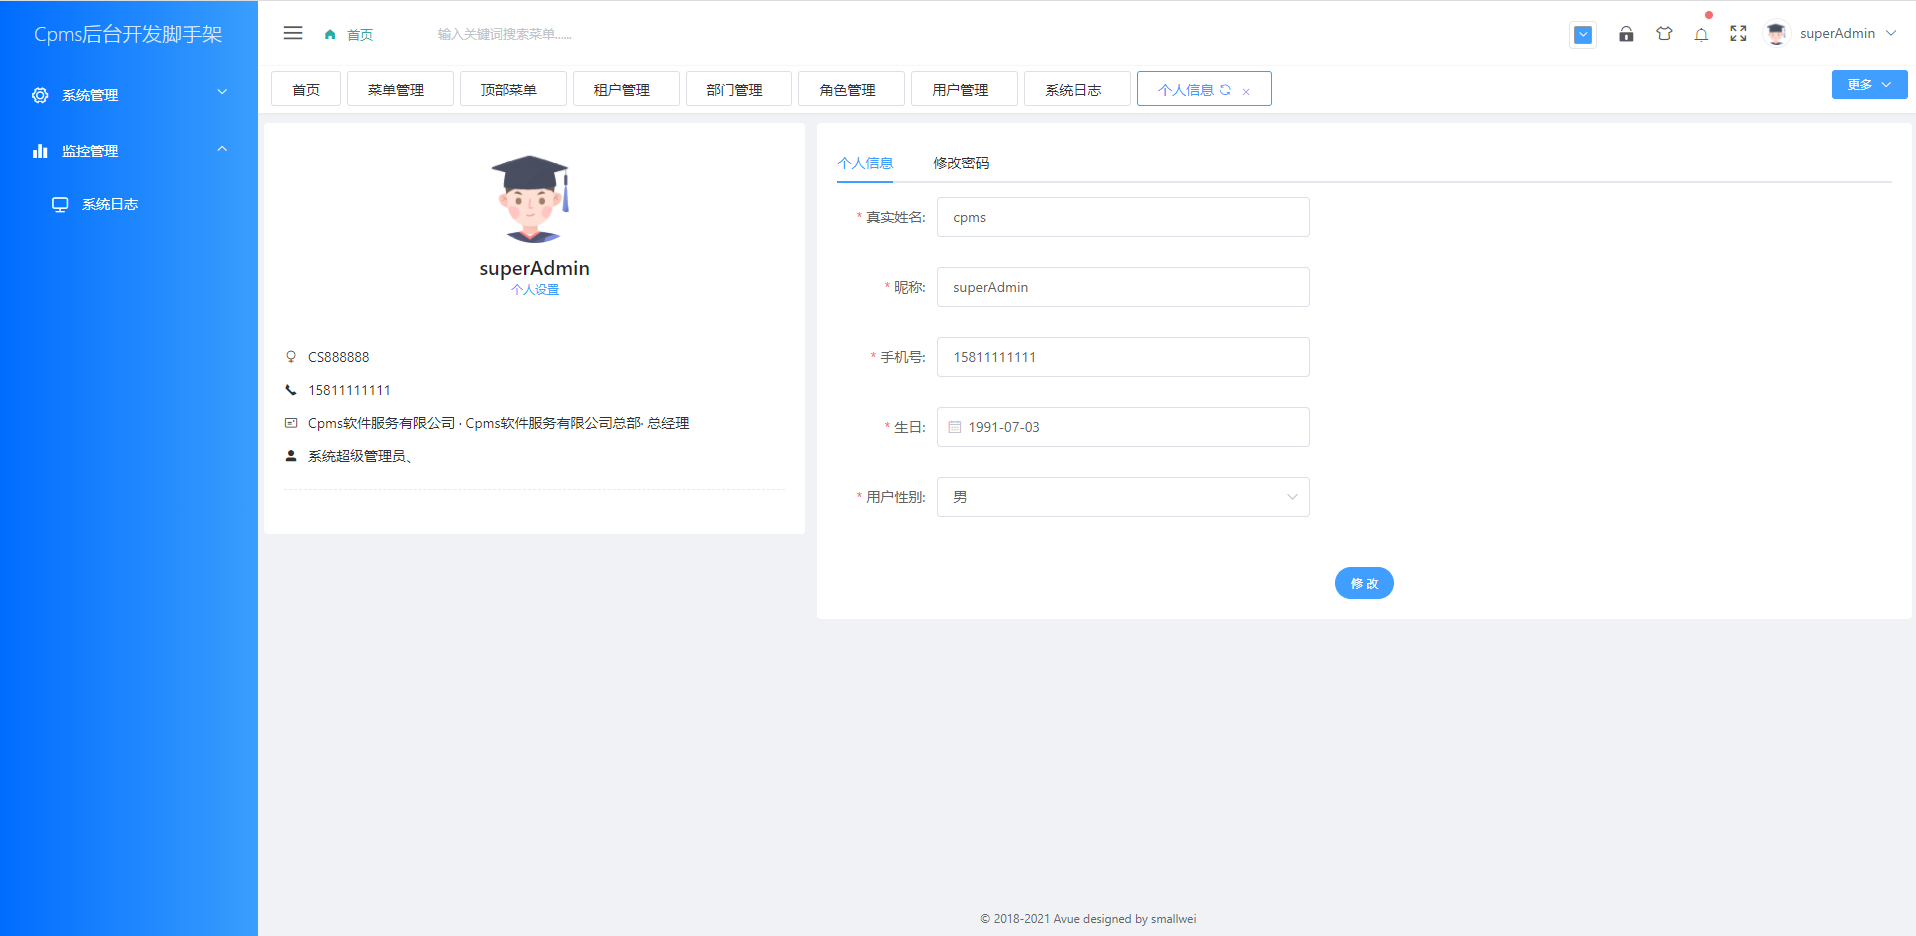 Cpms后台开发脚手架
系统管理
监控管理
系统日志
首页
输入关键词搜索菜单......
superAdmin
首页
菜单管理
顶部菜单
租户管理
部门管理
角色管理
用户管理
系统日志
个人信息
更多
superAdmin
个人设置
CS888888
15811111111
Cpms软件服务有限公司 · Cpms软件服务有限公司总部· 总经理
系统超级管理员、
个人信息
修改密码
* 真实姓名: cpms
* 昵称: superAdmin
* 手机号: 15811111111
* 生日: 1991-07-03
* 用户性别: 男
修 改
© 2018-2021 Avue designed by smallwei